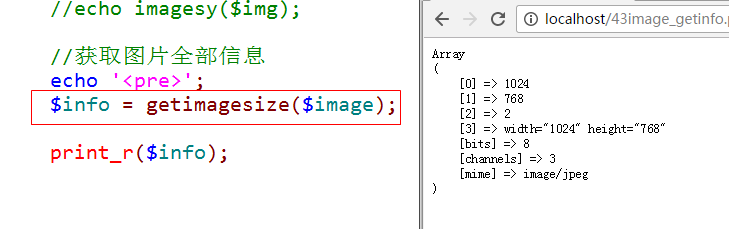 //echo imagesy($img);
//获取图片全部信息
echo '<pre>';
$info = getimagesize($image);
print_r($info);
localhost/43image_getinfo.
Array
(
[0] => 1024
[1] => 768
[2] => 2
[3] => width="1024" height="768"
[bits] => 8
[channels] => 3
[mime] => image/jpeg
)